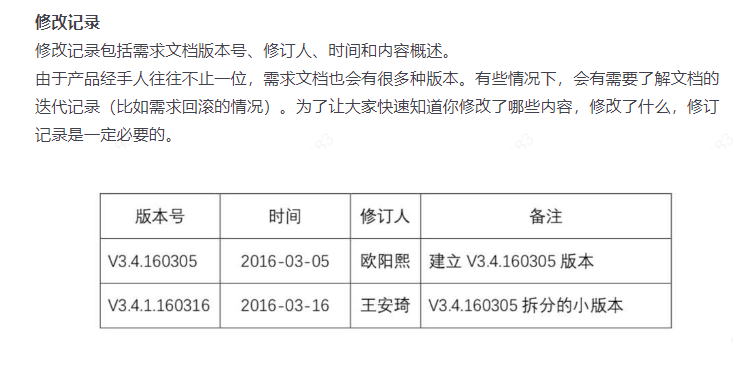 修改记录
修改记录包括需求文档版本号、修订人、时间和内容概述。
由于产品经手人往往不止一位，需求文档也会有很多种版本。有些情况下，会有需要了解文档的
迭代记录（比如需求回滚的情况）。为了让大家快速知道你修改了哪些内容，修改了什么，修订
记录是一定必要的。
版本号 时间 修订人 备注
V3.4.160305 2016-03-05 欧阳熙 建立 V3.4.160305 版本
V3.4.1.160316 2016-03-16 王安琦 V3.4.160305 拆分的小版本